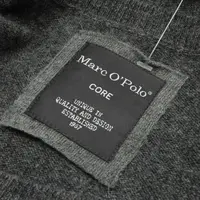 Marc O'Polo
CORE
UNIQUE IN
QUALITY AND DESIGN
ESTABLISHED
1967